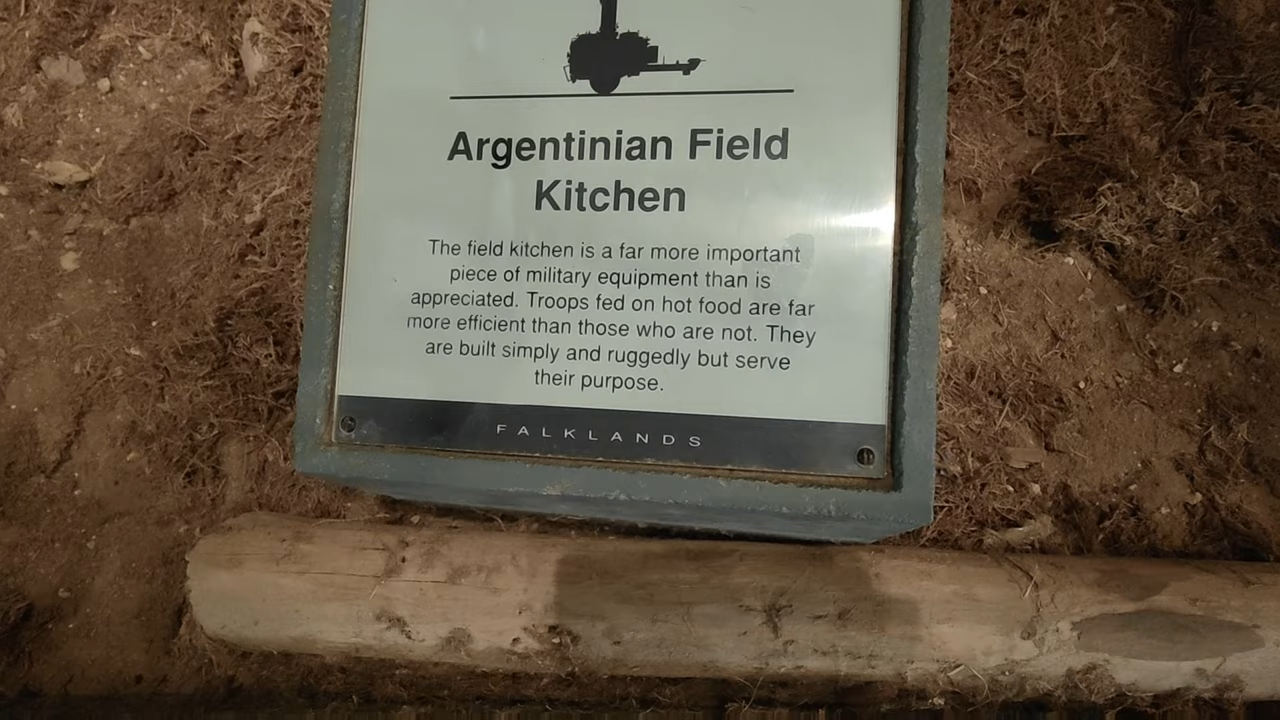 Argentinian Field
Kitchen
The field kitchen is a far more important
piece of military equipment than is
appreciated. Troops fed on hot food are far
more efficient than those who are not. They
are built simply and ruggedly but serve
their purpose.
FALKLANDS